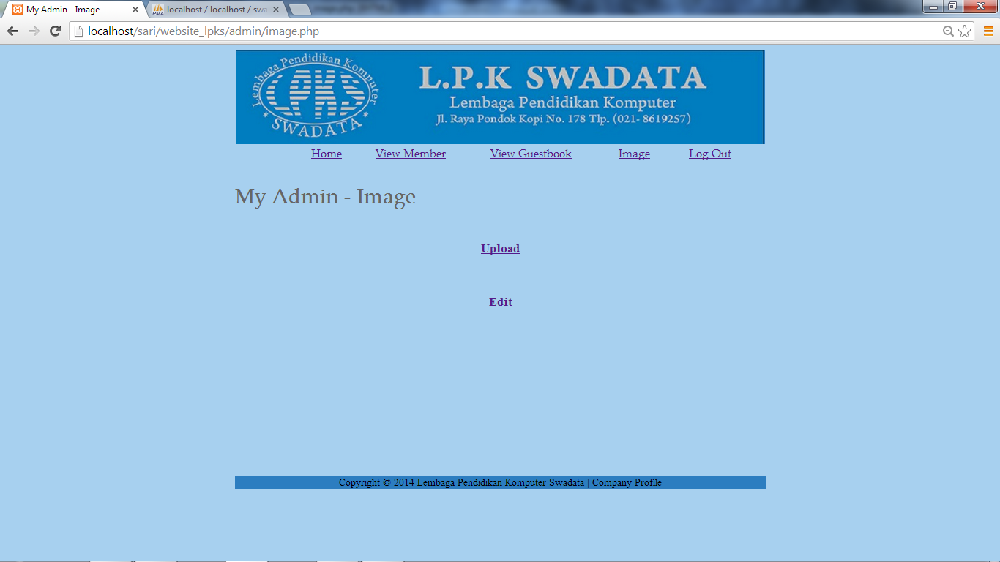 My Admin - Image
localhost / localhost / swa
localhost/sari/website_lpks/admin/image.php
Lembaga Pendidikan Komputer
LPKS
SWADATA
L.P.K SWADATA
Lembaga Pendidikan Komputer
Jl. Raya Pondok Kopi No. 178 Tlp. (021- 8619257)
Home View Member View Guestbook Image Log Out
My Admin - Image
Upload
Edit
Copyright © 2014 Lembaga Pendidikan Komputer Swadata | Company Profile